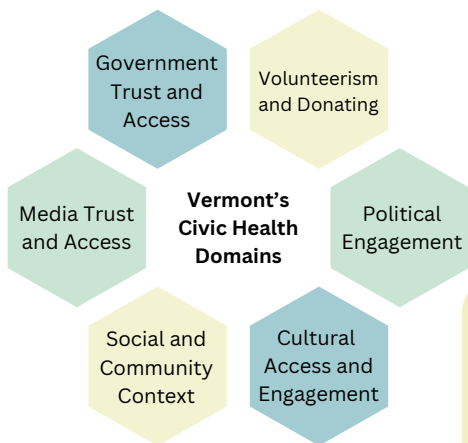 Government
Trust and
Access
Volunteerism
and Donating
Media Trust
and Access
Vermont's
Civic Health
Domains
Political
Engagement
Social and
Community
Context
Cultural
Access and
Engagement